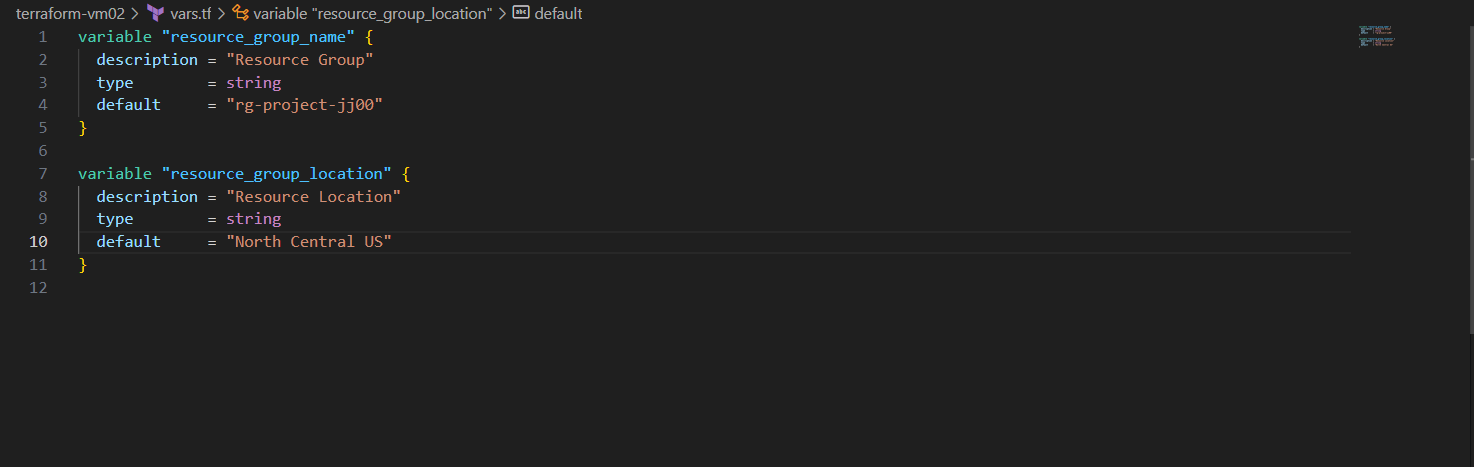 terraform-vm02 > vars.tf > variable "resource_group_location" > default
1 variable "resource_group_name" {
2 description = "Resource Group"
3 type = string
4 default = "rg-project-jj00"
5 }
6
7 variable "resource_group_location" {
8 description = "Resource Location"
9 type = string
10 default = "North Central US"
11 }
12